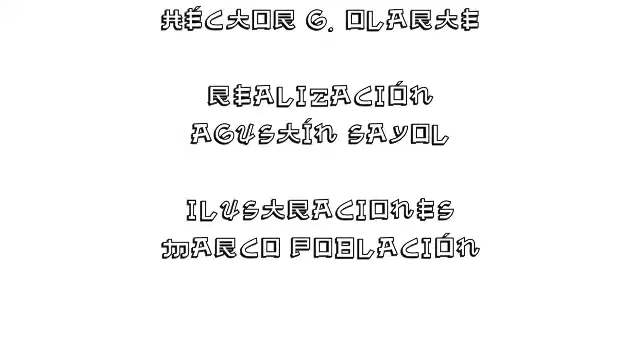 HÉCTOR G. OLARTE
REALIZACIÓN
AGUSTÍN SAYOL
ILUSTRACIONES
MARCO POBLACIÓN